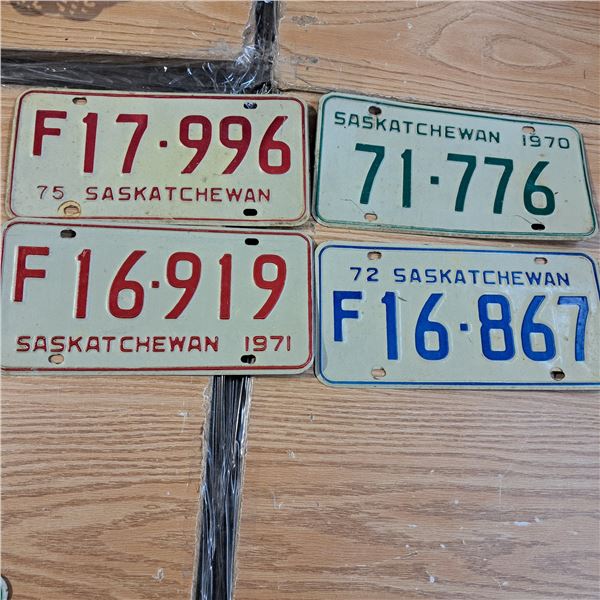 F17·996
75 SASKATCHEWAN
SASKATCHEWAN 1970
71·776
F16·919
SASKATCHEWAN 1971
72 SASKATCHEWAN
F16·867